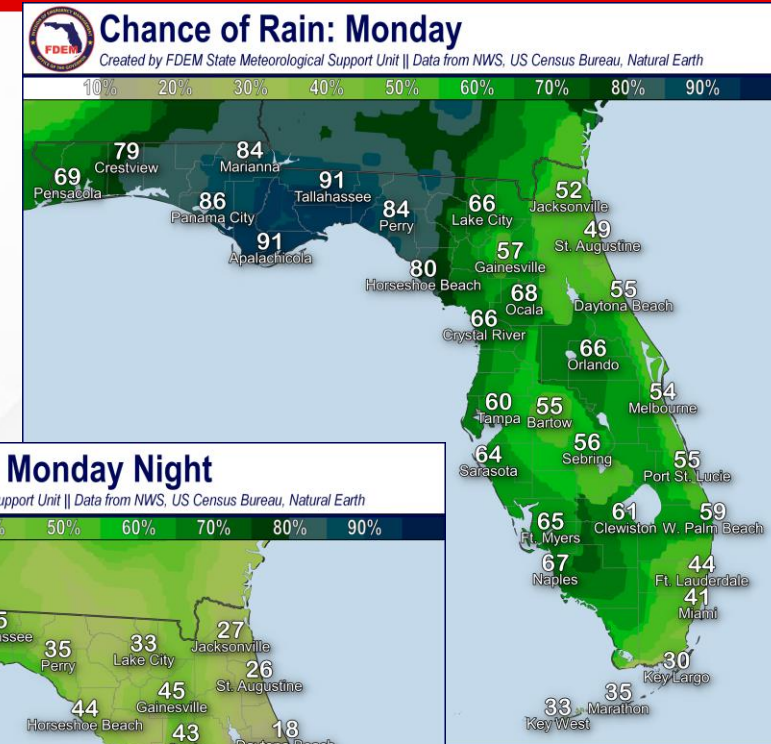 FDEM
Chance of Rain: Monday
Created by FDEM State Meteorological Support Unit || Data from NWS, US Census Bureau, Natural Earth
10% 20% 30% 40% 50% 60% 70% 80% 90%
79
Crestview
84
Marianna
69
Pensacola
91
Tallahassee
86
Panama City
84
Perry
66
Lake City
52
Jacksonville
91
Apalachicola
49
St. Augustine
57
Gainesville
80
Horseshoe Beach
68
Ocala
55
Daytona Beach
66
Crystal River
66
Orlando
54
Melbourne
60
Tampa
55
Bartow
56
Sebring
64
Sarasota
55
Port St. Lucie
65
Ft. Myers
61
Clewiston
59
W. Palm Beach
67
Naples
44
Ft. Lauderdale
41
Miami
30
Key Largo
35
Marathon
33
Key West
Monday Night
upport Unit || Data from NWS, US Census Bureau, Natural Earth
% 50% 60% 70% 80% 90%
5
assee
35
Perry
33
Lake City
27
Jacksonville
26
St. Augustine
45
Gainesville
44
Horseshoe Beach
43
18
Daytona Beach